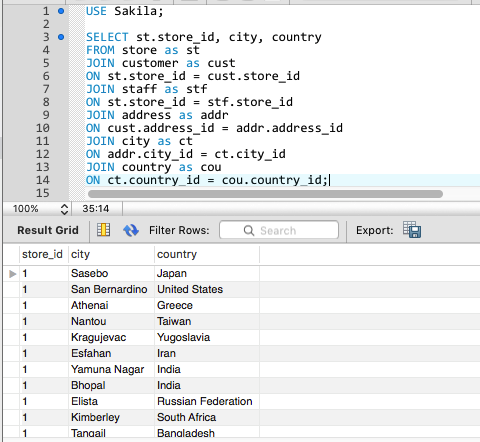 1 USE Sakila;
2
3 SELECT st.store_id, city, country
4 FROM store as st
5 JOIN customer as cust
6 ON st.store_id = cust.store_id
7 JOIN staff as stf
8 ON st.store_id = stf.store_id
9 JOIN address as addr
10 ON cust.address_id = addr.address_id
11 JOIN city as ct
12 ON addr.city_id = ct.city_id
13 JOIN country as cou
14 ON ct.country_id = cou.country_id;
15
100% 35:14
Result Grid Filter Rows: Search Export:
store_id city country
1 Sasebo Japan
1 San Bernardino United States
1 Athenai Greece
1 Nantou Taiwan
1 Kragujevac Yugoslavia
1 Esfahan Iran
1 Yamuna Nagar India
1 Bhopal India
1 Elista Russian Federation
1 Kimberley South Africa
1 Tangail Bangladesh